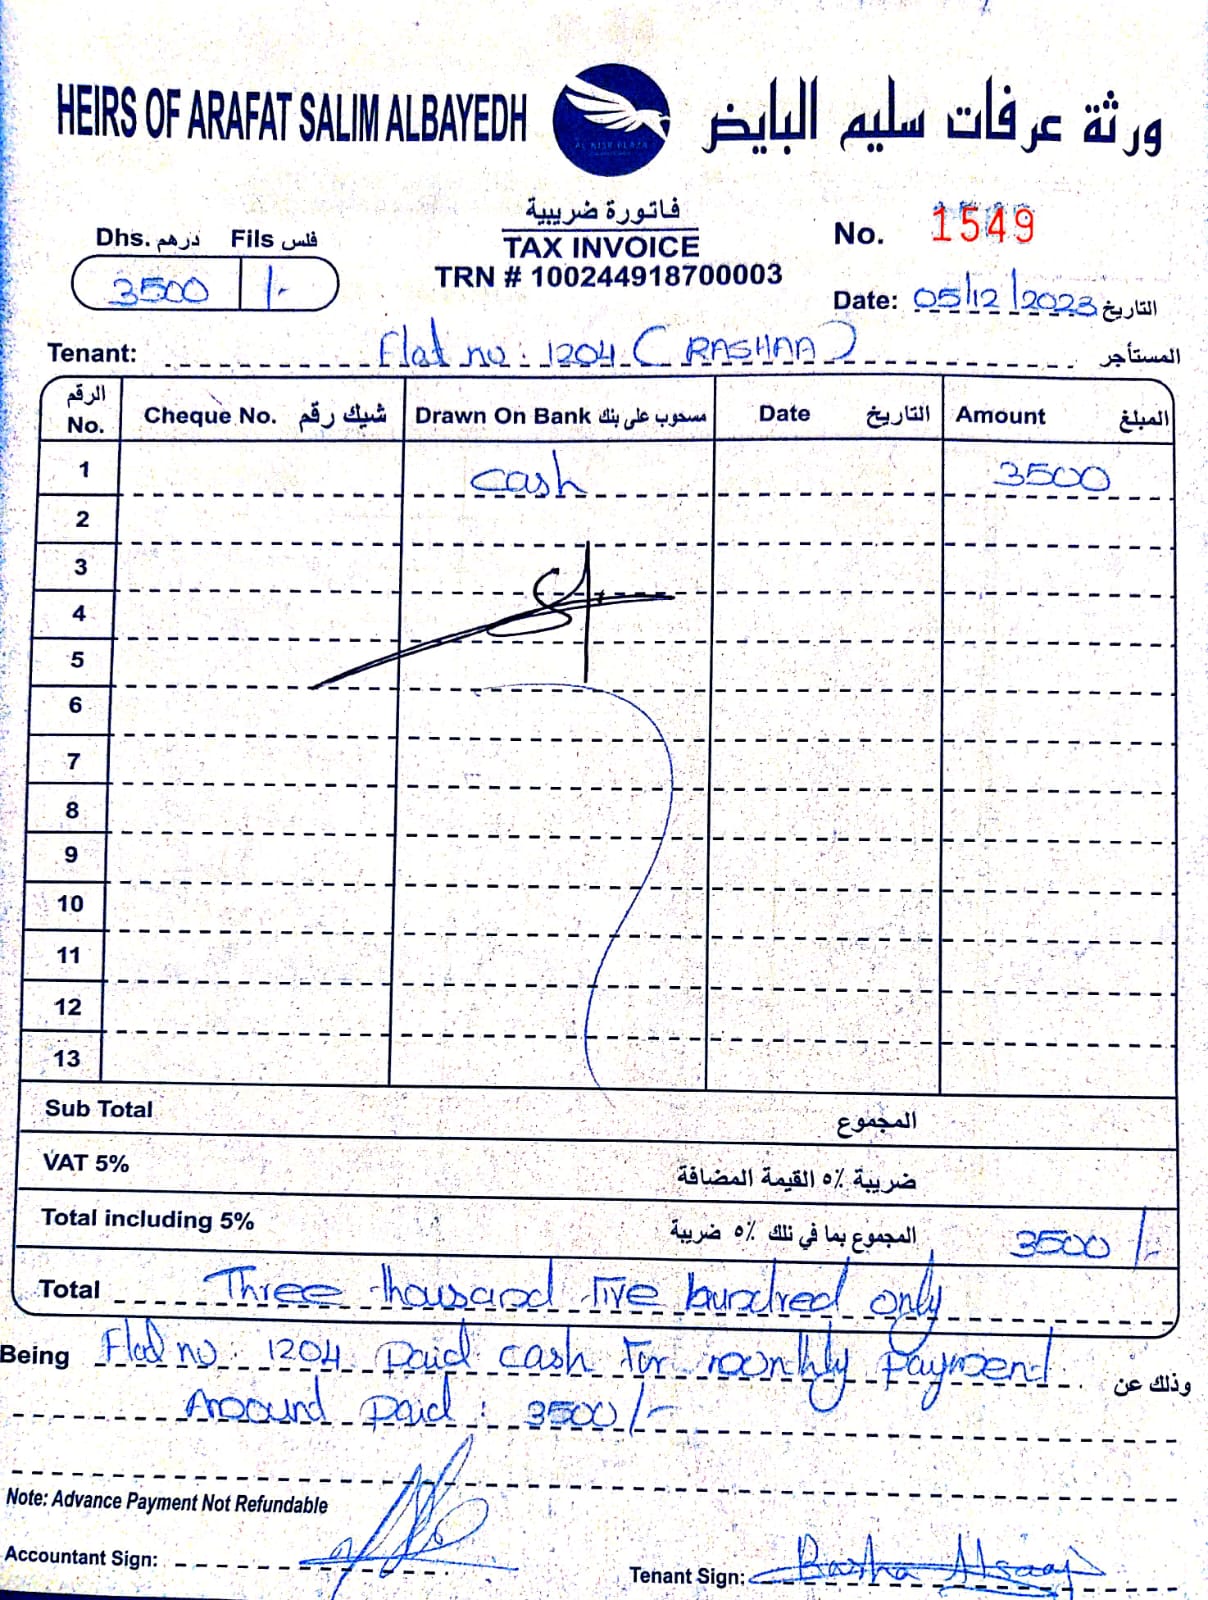 HEIRS OF ARAFAT SALIM ALBAYEDH
ورثة عرفات سليم البايض
AL NISR PLAZA
فاتورة ضريبية
TAX INVOICE
TRN # 100244918700003
Dhs. درهم Fils فلس
3500 /-
No. 1549
Date: 05/12/2023 التاريخ
Tenant: Flat no: 1204 (RASHAA) المستأجر
الرقم No. Cheque No. شيك رقم Drawn On Bank مسحوب على بنك Date التاريخ Amount المبلغ
1 cash 3500
2
3
4
5
6
7
8
9
10
11
12
13
Sub Total المجموع
VAT 5% ضريبة ٥٪ القيمة المضافة
Total including 5% المجموع بما في ذلك ٥٪ ضريبة 3500 /-
Total Three thousand five hundred only
Being Flat no: 1204 paid cash for monthly payment وذلك عن
Amount paid: 3500/-
Note: Advance Payment Not Refundable
Accountant Sign:
Tenant Sign: Rasha